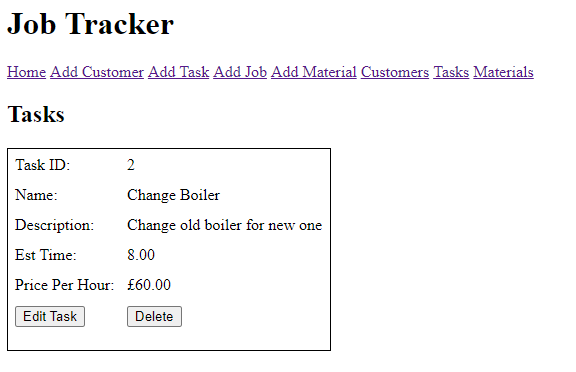 Job Tracker
Home Add Customer Add Task Add Job Add Material Customers Tasks Materials
Tasks
Task ID: 2
Name: Change Boiler
Description: Change old boiler for new one
Est Time: 8.00
Price Per Hour: £60.00
Edit Task Delete